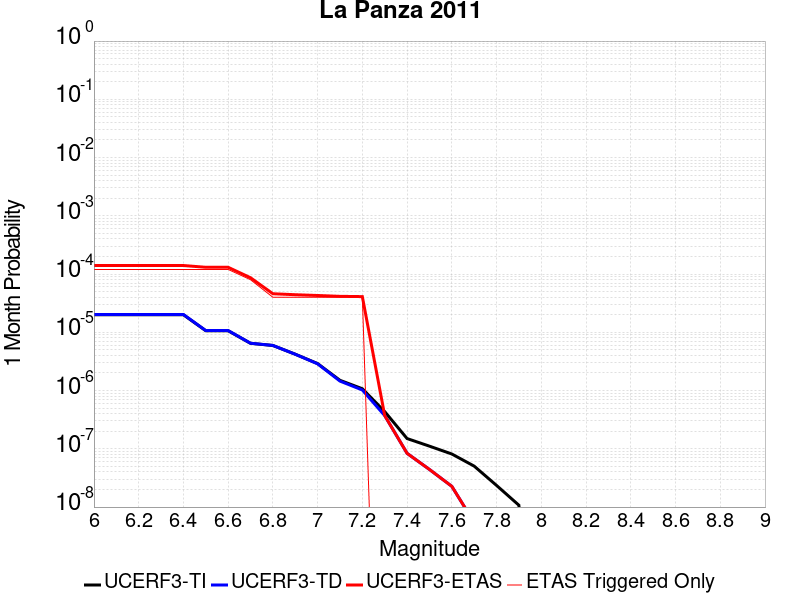 La Panza 2011
10^0
10^-1
10^-2
10^-3
10^-4
10^-5
10^-6
10^-7
10^-8
1 Month Probability
6 6.2 6.4 6.6 6.8 7 7.2 7.4 7.6 7.8 8 8.2 8.4 8.6 8.8 9
Magnitude
UCERF3-TI UCERF3-TD UCERF3-ETAS ETAS Triggered Only